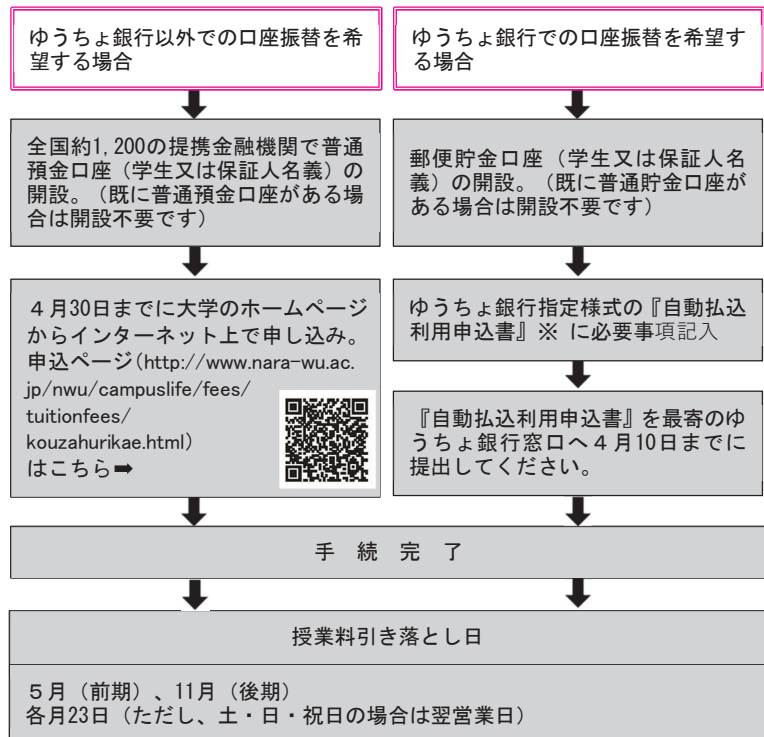 ゆうちょ銀行以外での口座振替を希
望する場合
ゆうちょ銀行での口座振替を希望す
る場合
全国約1,200の提携金融機関で普通
預金口座（学生又は保証人名義）の
開設。（既に普通預金口座がある場
合は開設不要です）
郵便貯金口座（学生又は保証人名
義）の開設。（既に普通貯金口座が
ある場合は開設不要です）
４月30日までに大学のホームページ
からインターネット上で申し込み。
申込ページ（http://www.nara-wu.ac.
jp/nwu/campuslife/fees/
tuitionfees/
kouzahurikae.html）
はこちら➡
ゆうちょ銀行指定様式の『自動払込
利用申込書』※ に必要事項記入
『自動払込利用申込書』を最寄のゆ
うちょ銀行窓口へ４月10日までに
提出してください。
手　続　完　了
授業料引き落とし日
５月（前期）、11月（後期）
各月23日（ただし、土・日・祝日の場合は翌営業日）